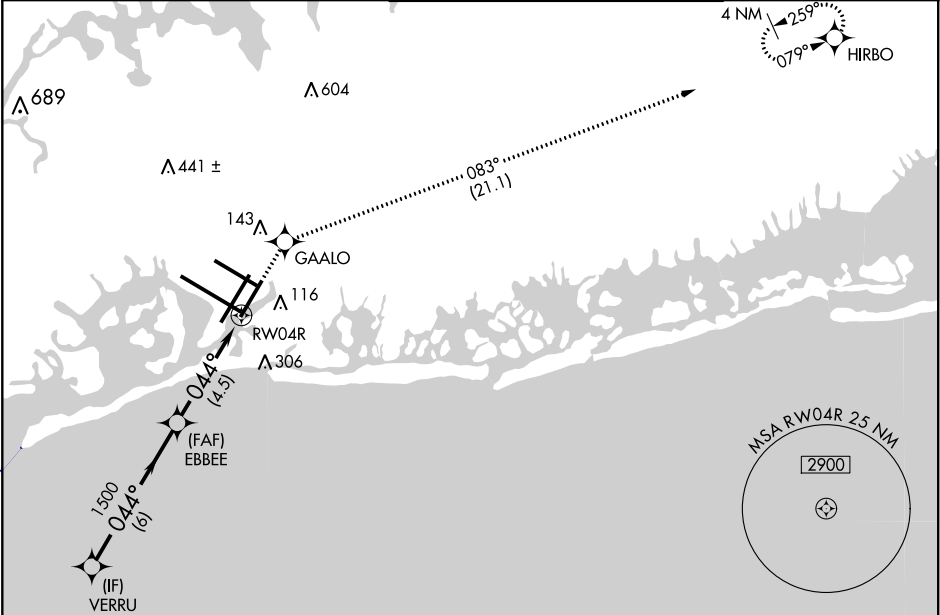 4 NM
259°
079°
HIRBO
689
604
441 ±
083°
(21.1)
143
GAALO
116
RW04R
306
044°
(4.5)
(FAF)
EBBEE
1500
044°
(6)
(IF)
VERRU
MSA RW04R 25 NM
2900